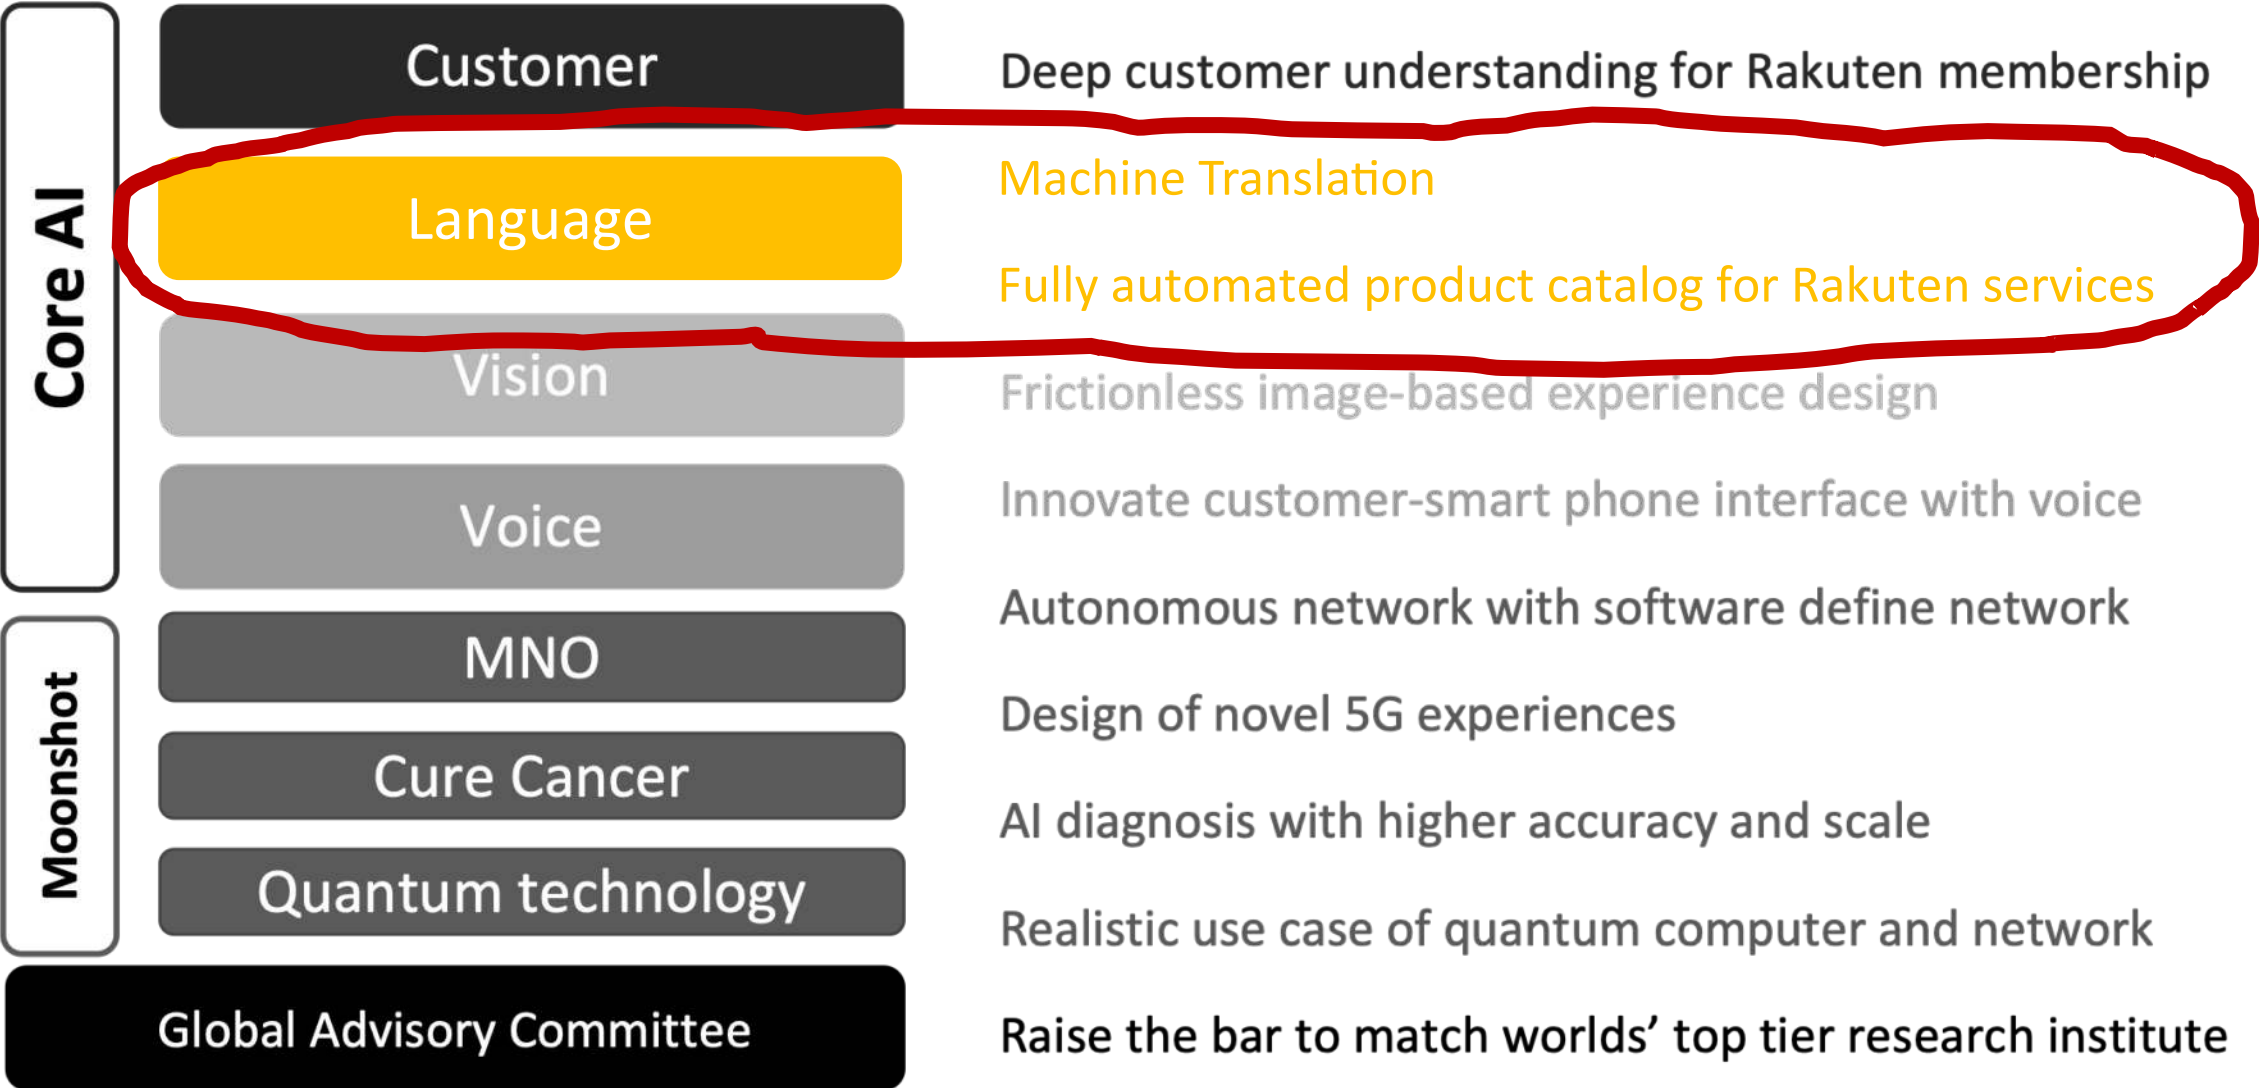 Core AI
Customer
Deep customer understanding for Rakuten membership
Language
Machine Translation
Fully automated product catalog for Rakuten services
Vision
Frictionless image-based experience design
Voice
Innovate customer-smart phone interface with voice
Moonshot
MNO
Autonomous network with software define network
Design of novel 5G experiences
Cure Cancer
AI diagnosis with higher accuracy and scale
Quantum technology
Realistic use case of quantum computer and network
Global Advisory Committee
Raise the bar to match worlds’ top tier research institute